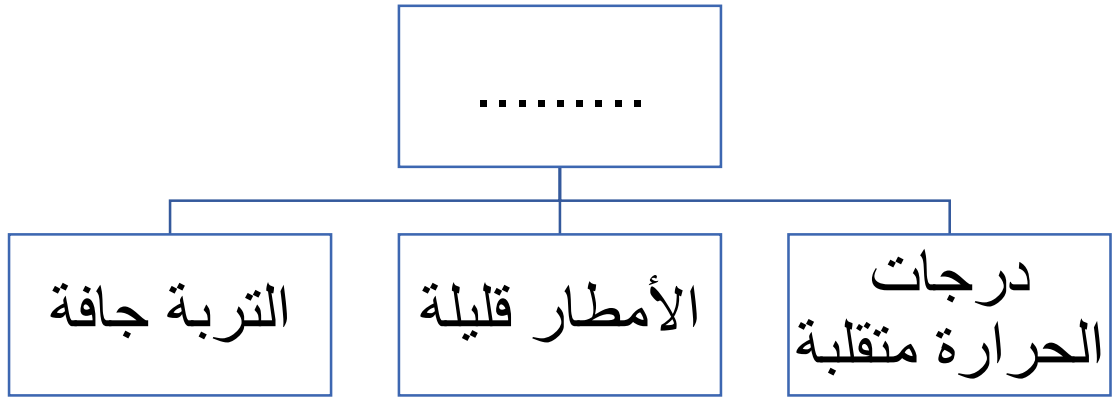 .........
درجات
الحرارة متقلبة
الأمطار قليلة
التربة جافة